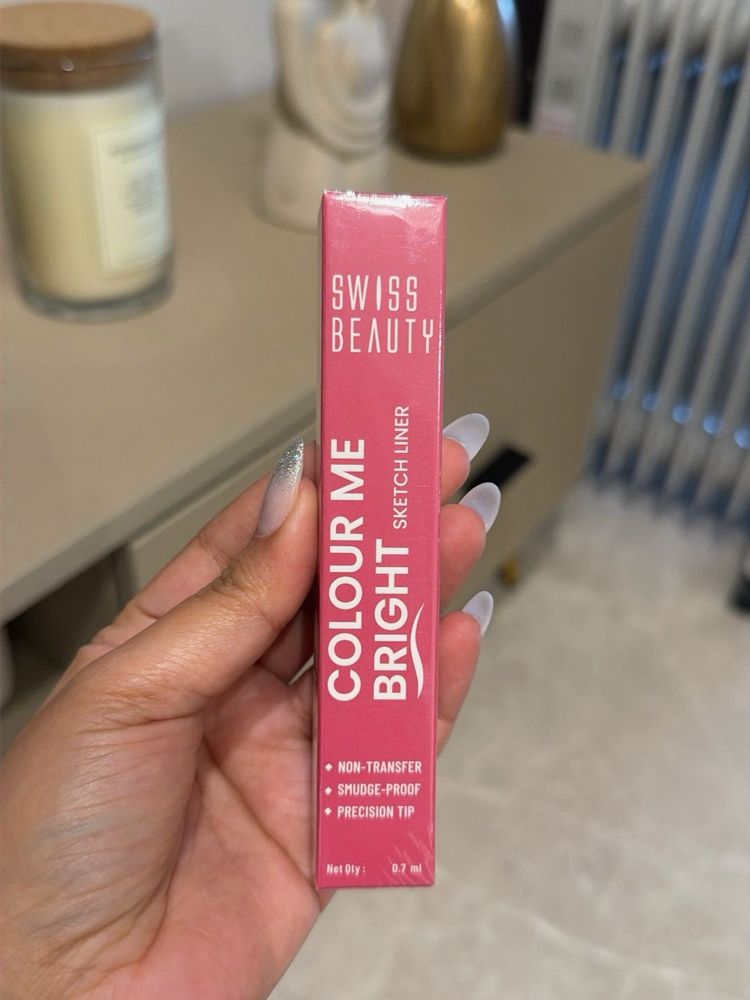 SWISS
BEAUTY
COLOUR ME
BRIGHT
SKETCH LINER
NON-TRANSFER
SMUDGE-PROOF
PRECISION TIP
Net Qty : 0.7 ml